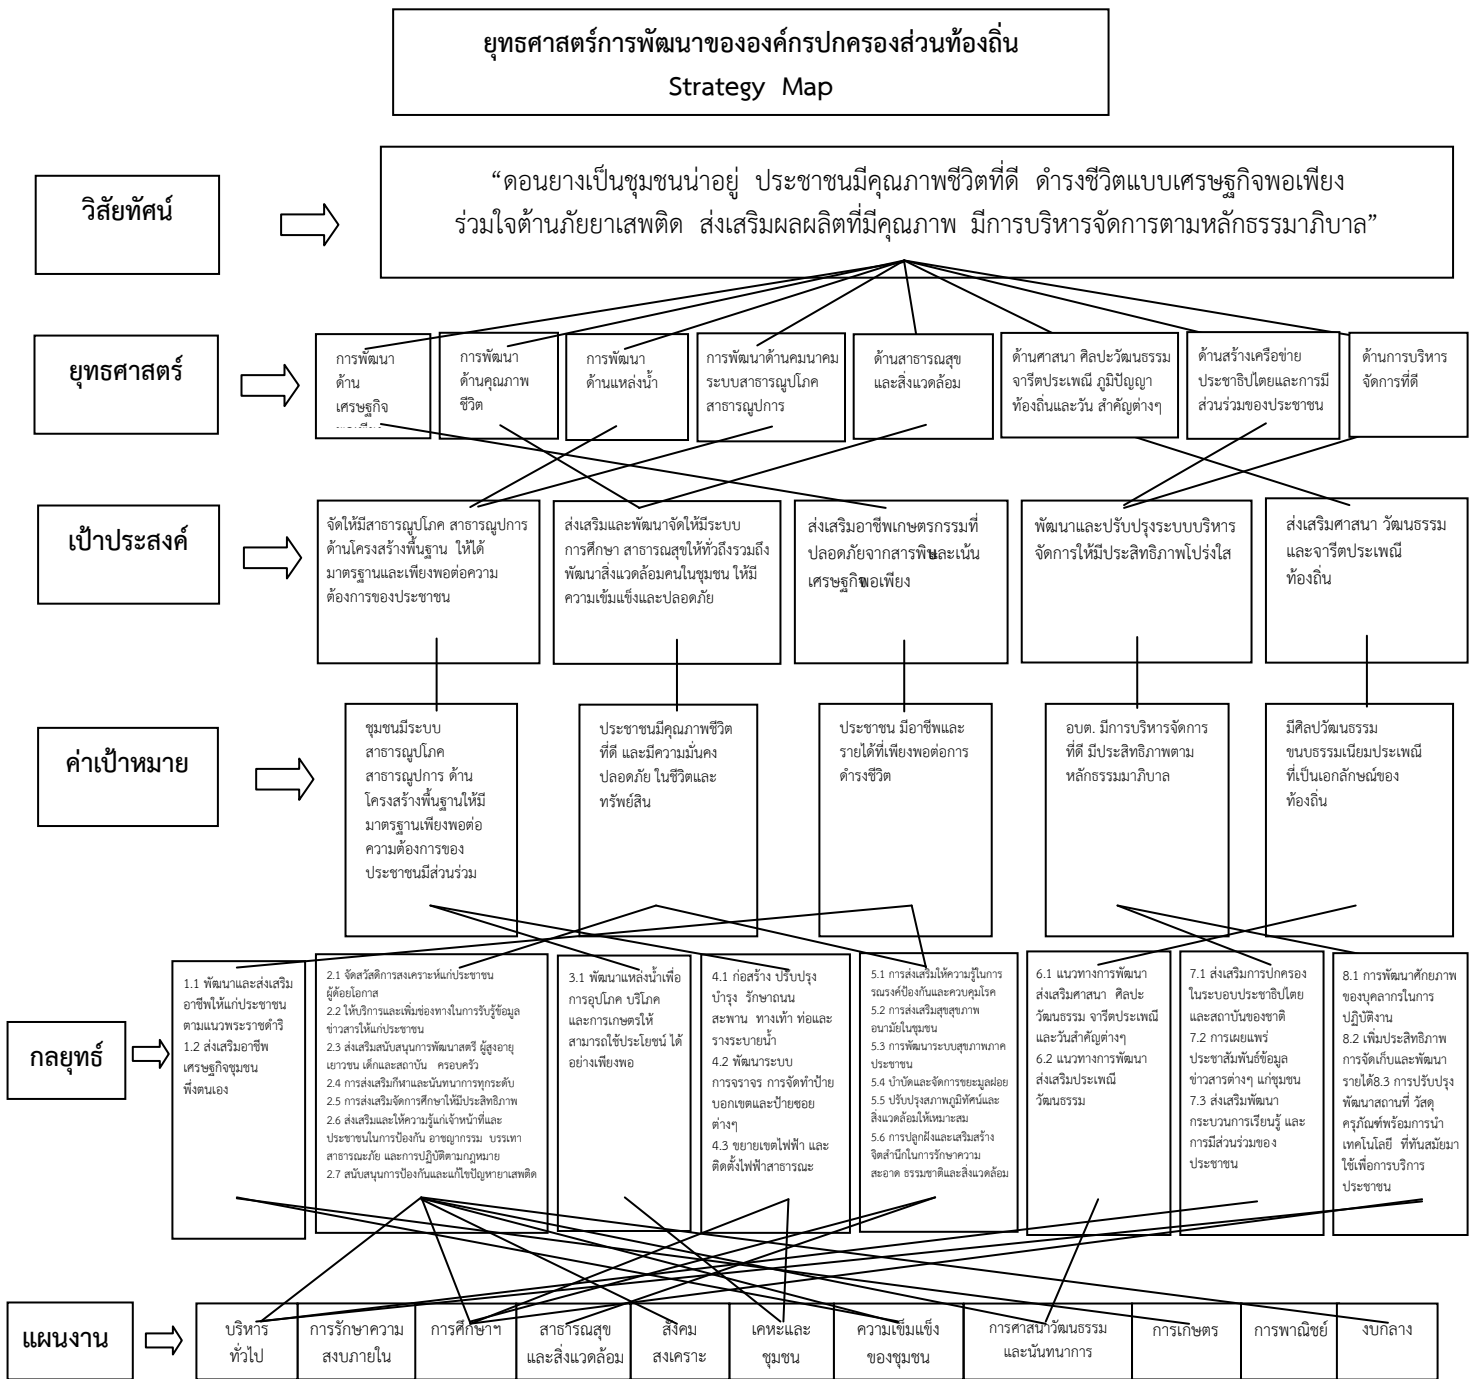 ยุทธศาสตร์การพัฒนาขององค์กรปกครองส่วนท้องถิ่น
Strategy Map
วิสัยทัศน์
“ดอนยางเป็นชุมชนน่าอยู่ ประชาชนมีคุณภาพชีวิตที่ดี ดำรงชีวิตแบบเศรษฐกิจพอเพียง
ร่วมใจต้านภัยยาเสพติด ส่งเสริมผลผลิตที่มีคุณภาพ มีการบริหารจัดการตามหลักธรรมาภิบาล”
ยุทธศาสตร์
การพัฒนา
ด้าน
เศรษฐกิจ
การพัฒนา
ด้านคุณภาพ
ชีวิต
การพัฒนา
ด้านแหล่งน้ำ
การพัฒนาด้านคมนาคม
ระบบสาธารณูปโภค
สาธารณูปการ
ด้านสาธารณสุข
และสิ่งแวดล้อม
ด้านศาสนา ศิลปะวัฒนธรรม
จารีตประเพณี ภูมิปัญญา
ท้องถิ่นและวัน สำคัญต่างๆ
ด้านสร้างเครือข่าย
ประชาธิปไตยและการมี
ส่วนร่วมของประชาชน
ด้านการบริหาร
จัดการที่ดี
เป้าประสงค์
จัดให้มีสาธารณูปโภค สาธารณูปการ
ด้านโครงสร้างพื้นฐาน ให้ได้
มาตรฐานและเพียงพอต่อความ
ต้องการของประชาชน
ส่งเสริมและพัฒนาจัดให้มีระบบ
การศึกษา สาธารณสุขให้ทั่วถึงรวมถึง
พัฒนาสิ่งแวดล้อมคนในชุมชน ให้มี
ความเข้มแข็งและปลอดภัย
ส่งเสริมอาชีพเกษตรกรรมที่
ปลอดภัยจากสารพิษและเน้น
เศรษฐกิจพอเพียง
พัฒนาและปรับปรุงระบบบริหาร
จัดการให้มีประสิทธิภาพโปร่งใส
ส่งเสริมศาสนา วัฒนธรรม
และจารีตประเพณี
ท้องถิ่น
ค่าเป้าหมาย
ชุมชนมีระบบ
สาธารณูปโภค
สาธารณูปการ ด้าน
โครงสร้างพื้นฐานให้มี
มาตรฐานเพียงพอต่อ
ความต้องการของ
ประชาชนมีส่วนร่วม
ประชาชนมีคุณภาพชีวิต
ที่ดี และมีความมั่นคง
ปลอดภัย ในชีวิตและ
ทรัพย์สิน
ประชาชน มีอาชีพและ
รายได้ที่เพียงพอต่อการ
ดำรงชีวิต
อบต. มีการบริหารจัดการ
ที่ดี มีประสิทธิภาพตาม
หลักธรรมมาภิบาล
มีศิลปวัฒนธรรม
ขนบธรรมเนียมประเพณี
ที่เป็นเอกลักษณ์ของ
ท้องถิ่น
กลยุทธ์
1.1 พัฒนาและส่งเสริม
อาชีพให้แก่ประชาชน
ตามแนวพระราชดำริ
1.2 ส่งเสริมอาชีพ
เศรษฐกิจชุมชน
พึ่งตนเอง
2.1 จัดสวัสดิการสงเคราะห์แก่ประชาชน
ผู้ด้อยโอกาส
2.2 ให้บริการและเพิ่มช่องทางในการรับรู้ข้อมูล
ข่าวสารให้แก่ประชาชน
2.3 ส่งเสริมสนับสนุนการพัฒนาสตรี ผู้สูงอายุ
เยาวชน เด็กและสถาบัน ครอบครัว
2.4 การส่งเสริมกีฬาและนันทนาการทุกระดับ
2.5 การส่งเสริมจัดการศึกษาให้มีประสิทธิภาพ
2.6 ส่งเสริมและให้ความรู้แก่เจ้าหน้าที่และ
ประชาชนในการป้องกัน อาชญากรรม บรรเทา
สาธารณะภัย และการปฏิบัติตามกฎหมาย
2.7 สนับสนุนการป้องกันและแก้ไขปัญหายาเสพติด
3.1 พัฒนาแหล่งน้ำเพื่อ
การอุปโภค บริโภค
และการเกษตรให้
สามารถใช้ประโยชน์ ได้
อย่างเพียงพอ
4.1 ก่อสร้าง ปรับปรุง
บำรุง รักษาถนน
สะพาน ทางเท้า ท่อและ
รางระบายน้ำ
4.2 พัฒนาระบบ
การจราจร การจัดทำป้าย
บอกเขตและป้ายซอย
ต่างๆ
4.3 ขยายเขตไฟฟ้า และ
ติดตั้งไฟฟ้าสาธารณะ
5.1 การส่งเสริมให้ความรู้ในการ
รณรงค์ป้องกันและควบคุมโรค
5.2 การส่งเสริมสุขสุขภาพ
อนามัยในชุมชน
5.3 การพัฒนาระบบสุขภาพภาค
ประชาชน
5.4 บำบัดและจัดการขยะมูลฝอย
5.5 ปรับปรุงสภาพภูมิทัศน์และ
สิ่งแวดล้อมให้เหมาะสม
5.6 การปลูกฝังและเสริมสร้าง
จิตสำนึกในการรักษาความ
สะอาด ธรรมชาติและสิ่งแวดล้อม
6.1 แนวทางการพัฒนา
ส่งเสริมศาสนา ศิลปะ
วัฒนธรรม จารีตประเพณี
และวันสำคัญต่างๆ
6.2 แนวทางการพัฒนา
ส่งเสริมประเพณี
วัฒนธรรม
7.1 ส่งเสริมการปกครอง
ในระบอบประชาธิปไตย
และสถาบันของชาติ
7.2 การเผยแพร่
ประชาสัมพันธ์ข้อมูล
ข่าวสารต่างๆ แก่ชุมชน
7.3 ส่งเสริมพัฒนา
กระบวนการเรียนรู้ และ
การมีส่วนร่วมของ
ประชาชน
8.1 การพัฒนาศักยภาพ
ของบุคลากรในการ
ปฏิบัติงาน
8.2 เพิ่มประสิทธิภาพ
การจัดเก็บและพัฒนา
รายได้8.3 การปรับปรุง
พัฒนาสถานที่ วัสดุ
ครุภัณฑ์พร้อมการนำ
เทคโนโลยี ที่ทันสมัยมา
ใช้เพื่อการบริการ
ประชาชน
แผนงาน
บริหาร
ทั่วไป
การรักษาความ
สงบภายใน
การศึกษาฯ
สาธารณสุข
และสิ่งแวดล้อม
สังคม
สงเคราะ
เคหะและ
ชุมชน
ความเข็มแข็ง
ของชุมชน
การศาสนาวัฒนธรรม
และนันทนาการ
การเกษตร
การพาณิชย์
งบกลาง